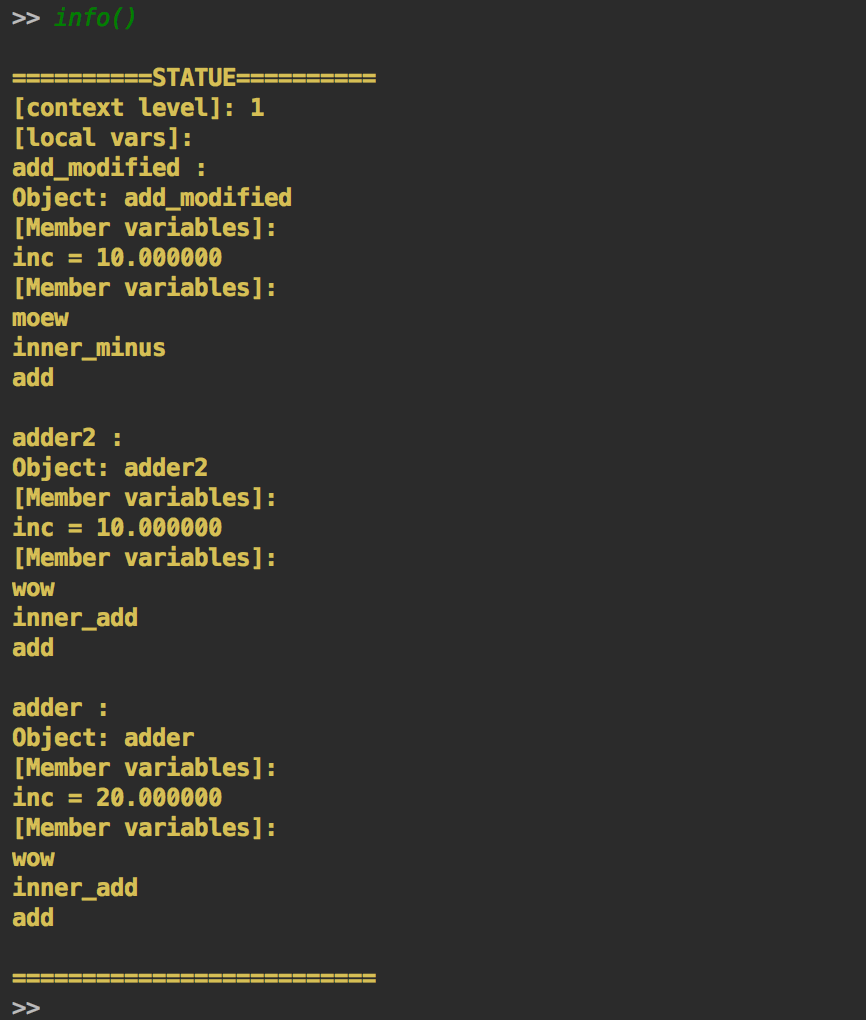 >> info()
==========STATUE==========
[context level]: 1
[local vars]:
add_modified :
Object: add_modified
[Member variables]:
inc = 10.000000
[Member variables]:
moew
inner_minus
add
adder2 :
Object: adder2
[Member variables]:
inc = 10.000000
[Member variables]:
wow
inner_add
add
adder :
Object: adder
[Member variables]:
inc = 20.000000
[Member variables]:
wow
inner_add
add
==========================
>>